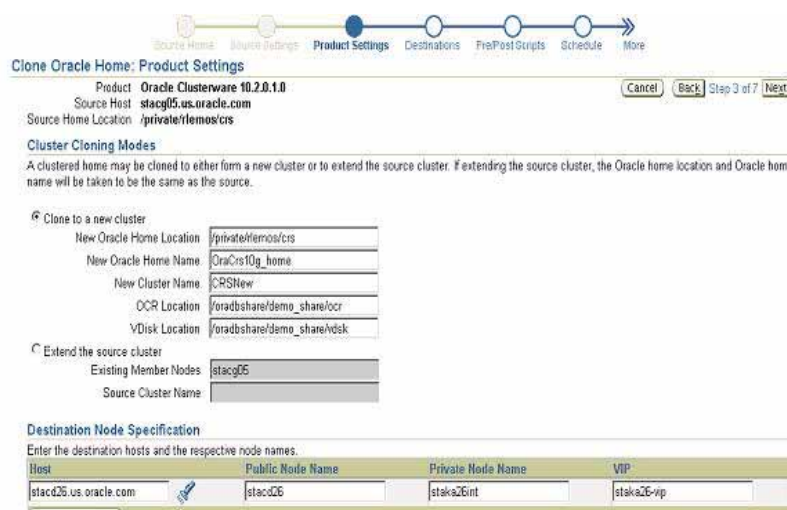 Source Home Source Settings Product Settings Destinations Pre/Post Scripts Schedule More
Clone Oracle Home: Product Settings
Product Oracle Clusterware 10.2.0.1.0
Cancel Back Step 3 of 7 Next
Source Host stacg05.us.oracle.com
Source Home Location /private/rlemos/crs
Cluster Cloning Modes
A clustered home may be cloned to either form a new cluster or to extend the source cluster. If extending the source cluster, the Oracle home location and Oracle hom
name will be taken to be the same as the source.
Clone to a new cluster
New Oracle Home Location /private/rlemos/crs
New Oracle Home Name OraCrs10g_home
New Cluster Name CRSNew
OCR Location /oradbshare/demo_share/ocr
VDisk Location /oradbshare/demo_share/vdsk
Extend the source cluster
Existing Member Nodes stacg05
Source Cluster Name
Destination Node Specification
Enter the destination hosts and the respective node names.
Host Public Node Name Private Node Name VIP
stacd26.us.oracle.com stacd26 staka26int staka26-vip